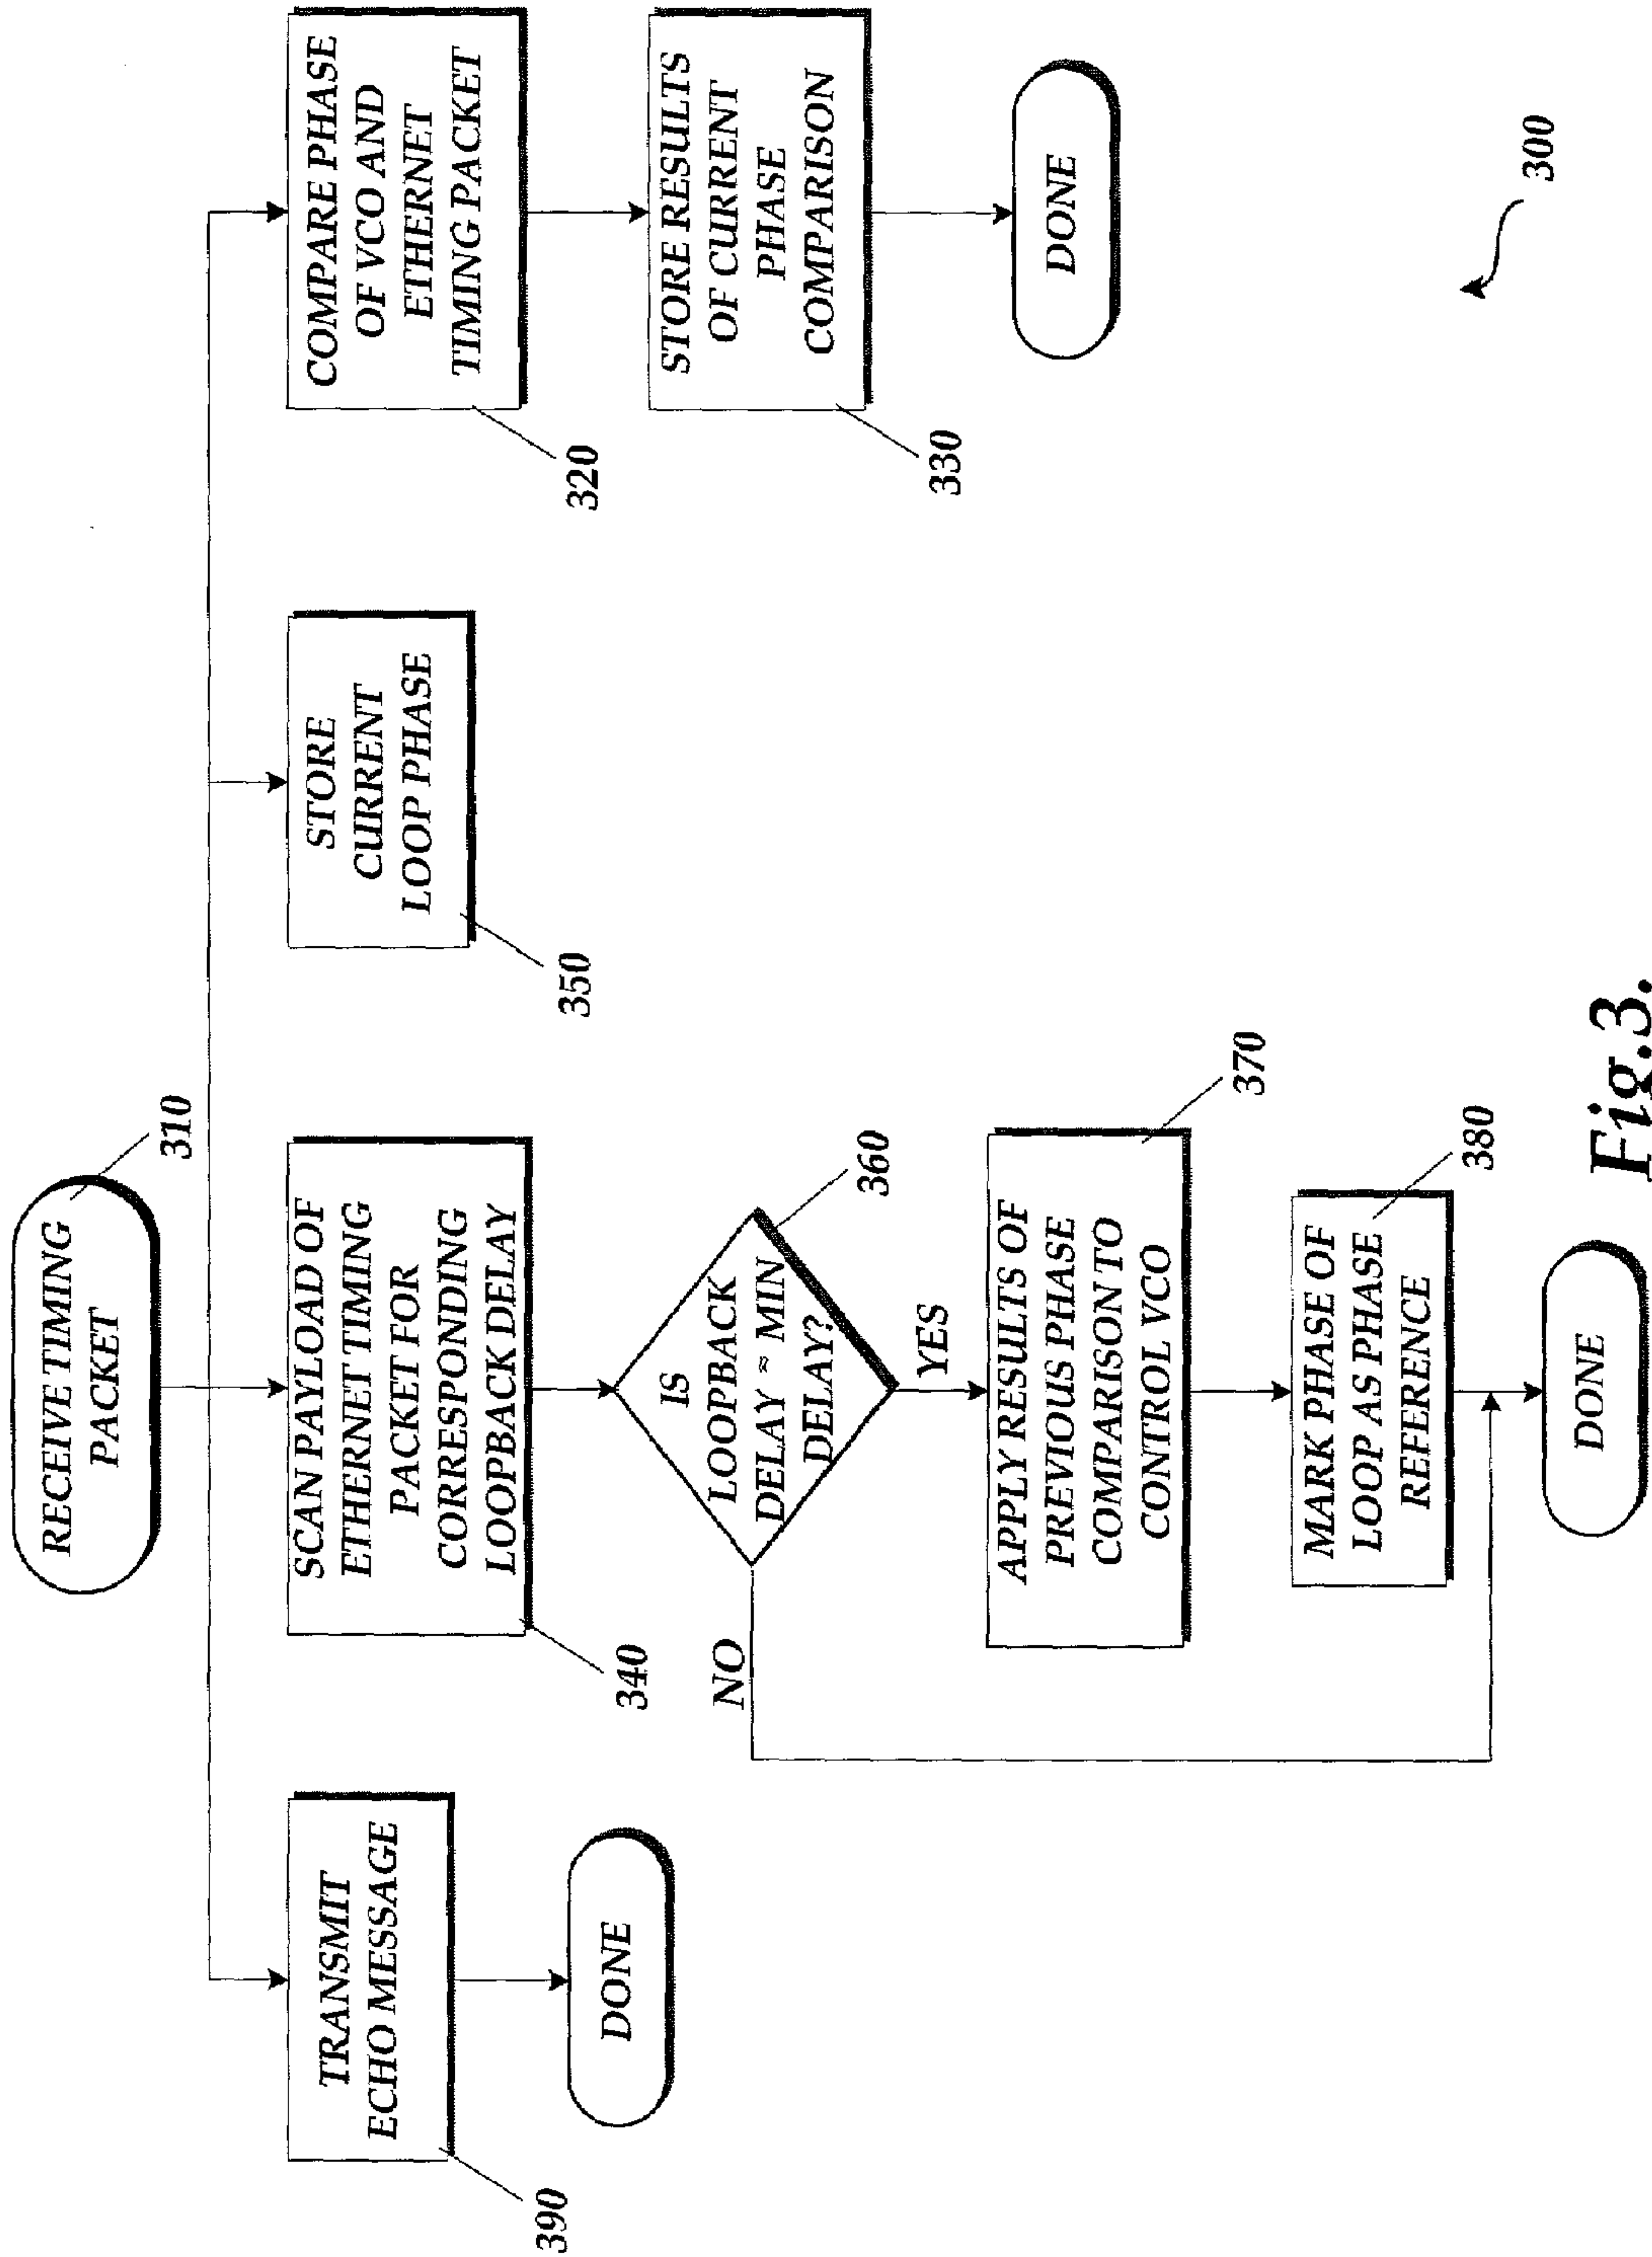 RECEIVE TIMING
PACKET
310
TRANSMIT
ECHO MESSAGE
390
DONE
SCAN PAYLOAD OF
ETHERNET TIMING
PACKET FOR
CORRESPONDING
LOOPBACK DELAY
340
IS
LOOPBACK
DELAY ≈ MIN
DELAY?
360
NO
YES
APPLY RESULTS OF
PREVIOUS PHASE
COMPARISON TO
CONTROL VCO
370
MARK PHASE OF
LOOP AS PHASE
REFERENCE
380
DONE
STORE
CURRENT
LOOP PHASE
350
COMPARE PHASE
OF VCO AND
ETHERNET
TIMING PACKET
320
STORE RESULTS
OF CURRENT
PHASE
COMPARISON
330
DONE
300
Fig.3.